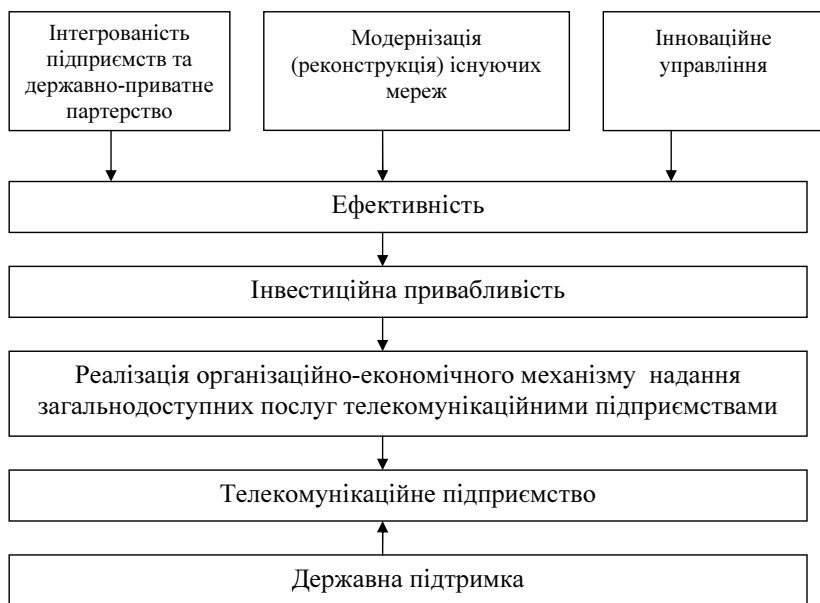 Інтегрованість
підприємств та
державно-приватне
партерство
Модернізація
(реконструкція) існуючих
мереж
Інноваційне
управління
Ефективність
Інвестиційна привабливість
Реалізація організаційно-економічного механізму надання
загальнодоступних послуг телекомунікаційними підприємствами
Телекомунікаційне підприємство
Державна підтримка